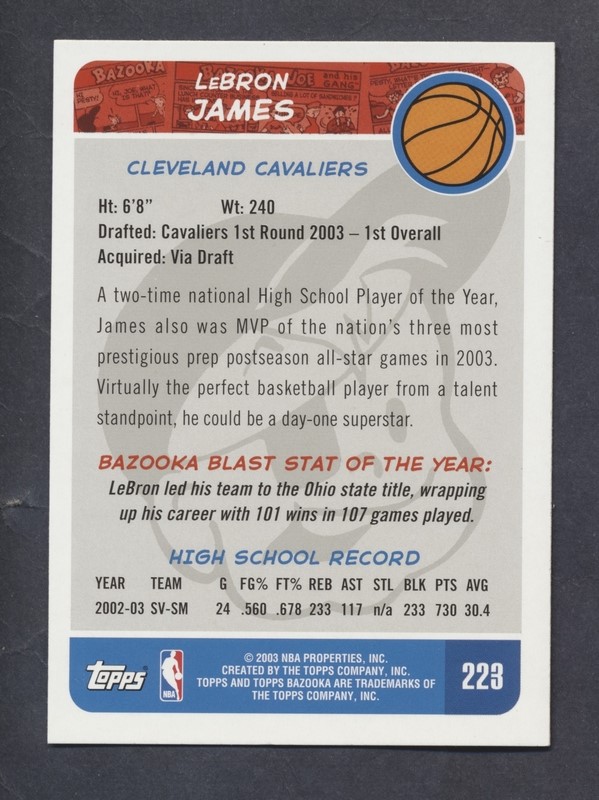 BAZOOKA
BAZOOKA JOE and his GANG
LEBRON
JAMES
CLEVELAND CAVALIERS
Ht: 6'8" Wt: 240
Drafted: Cavaliers 1st Round 2003 – 1st Overall
Acquired: Via Draft
A two-time national High School Player of the Year,
James also was MVP of the nation's three most
prestigious prep postseason all-star games in 2003.
Virtually the perfect basketball player from a talent
standpoint, he could be a day-one superstar.
BAZOOKA BLAST STAT OF THE YEAR:
LeBron led his team to the Ohio state title, wrapping
up his career with 101 wins in 107 games played.
HIGH SCHOOL RECORD
YEAR TEAM G FG% FT% REB AST STL BLK PTS AVG
2002-03 SV-SM 24 .560 .678 233 117 n/a 233 730 30.4
topps
NBA
© 2003 NBA PROPERTIES, INC.
CREATED BY THE TOPPS COMPANY, INC.
TOPPS AND TOPPS BAZOOKA ARE TRADEMARKS OF
THE TOPPS COMPANY, INC.
223